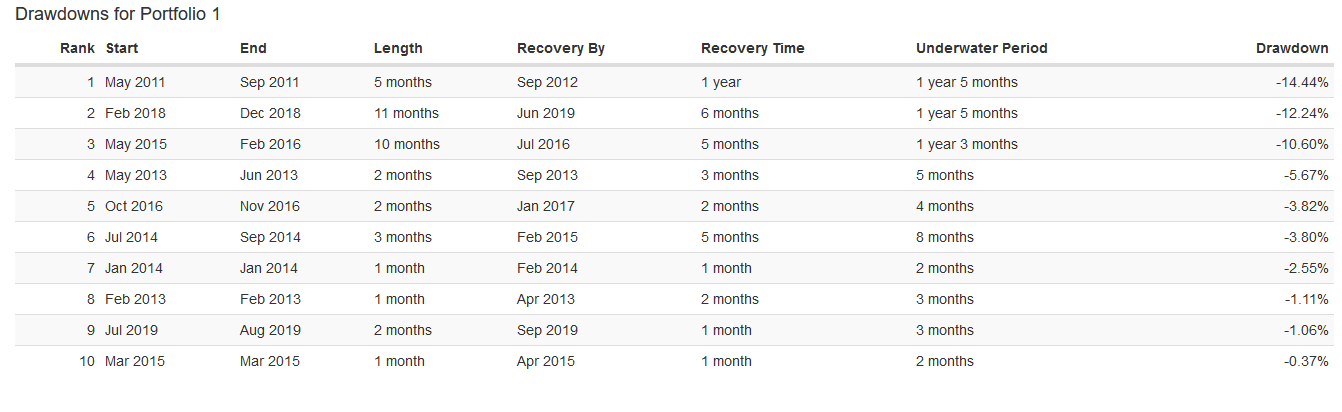 Drawdowns for Portfolio 1
Rank Start End Length Recovery By Recovery Time Underwater Period Drawdown
1 May 2011 Sep 2011 5 months Sep 2012 1 year 1 year 5 months -14.44%
2 Feb 2018 Dec 2018 11 months Jun 2019 6 months 1 year 5 months -12.24%
3 May 2015 Feb 2016 10 months Jul 2016 5 months 1 year 3 months -10.60%
4 May 2013 Jun 2013 2 months Sep 2013 3 months 5 months -5.67%
5 Oct 2016 Nov 2016 2 months Jan 2017 2 months 4 months -3.82%
6 Jul 2014 Sep 2014 3 months Feb 2015 5 months 8 months -3.80%
7 Jan 2014 Jan 2014 1 month Feb 2014 1 month 2 months -2.55%
8 Feb 2013 Feb 2013 1 month Apr 2013 2 months 3 months -1.11%
9 Jul 2019 Aug 2019 2 months Sep 2019 1 month 3 months -1.06%
10 Mar 2015 Mar 2015 1 month Apr 2015 1 month 2 months -0.37%